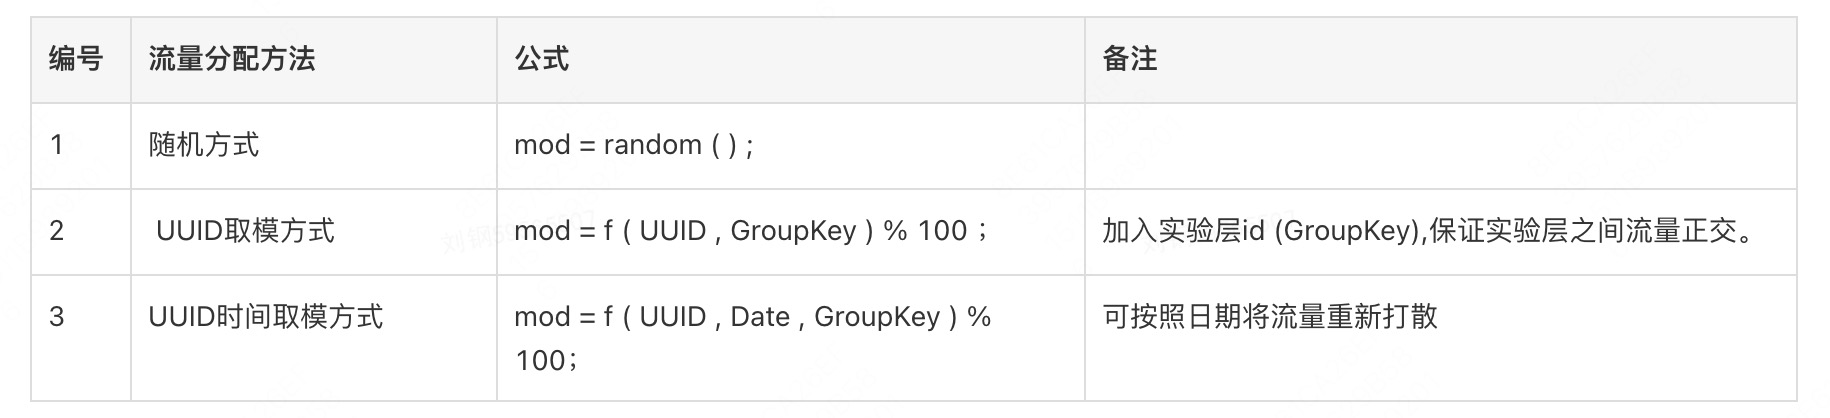 编号 流量分配方法 公式 备注
1 随机方式 mod = random ( ) ;
2 UUID取模方式 mod = f ( UUID , GroupKey ) % 100 ； 加入实验层id (GroupKey),保证实验层之间流量正交。
3 UUID时间取模方式 mod = f ( UUID , Date , GroupKey ) % 可按照日期将流量重新打散
100；